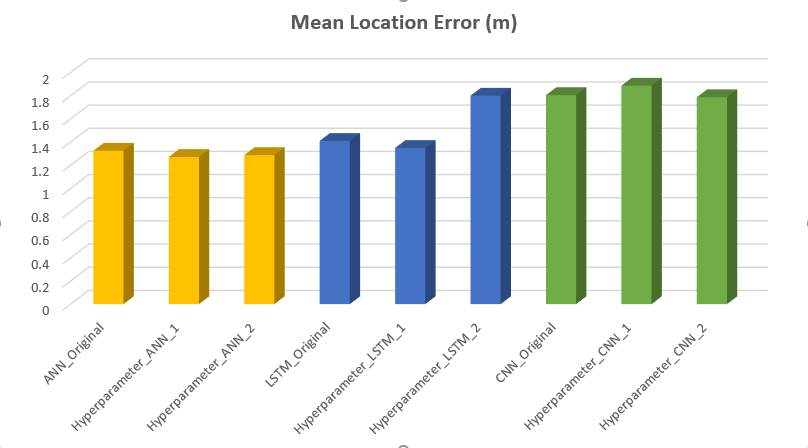 Mean Location Error (m)
2
1.8
1.6
1.4
1.2
1
0.8
0.6
0.4
0.2
0
ANN_Original
Hyperparameter_ANN_1
Hyperparameter_ANN_2
LSTM_Original
Hyperparameter_LSTM_1
Hyperparameter_LSTM_2
CNN_Original
Hyperparameter_CNN_1
Hyperparameter_CNN_2